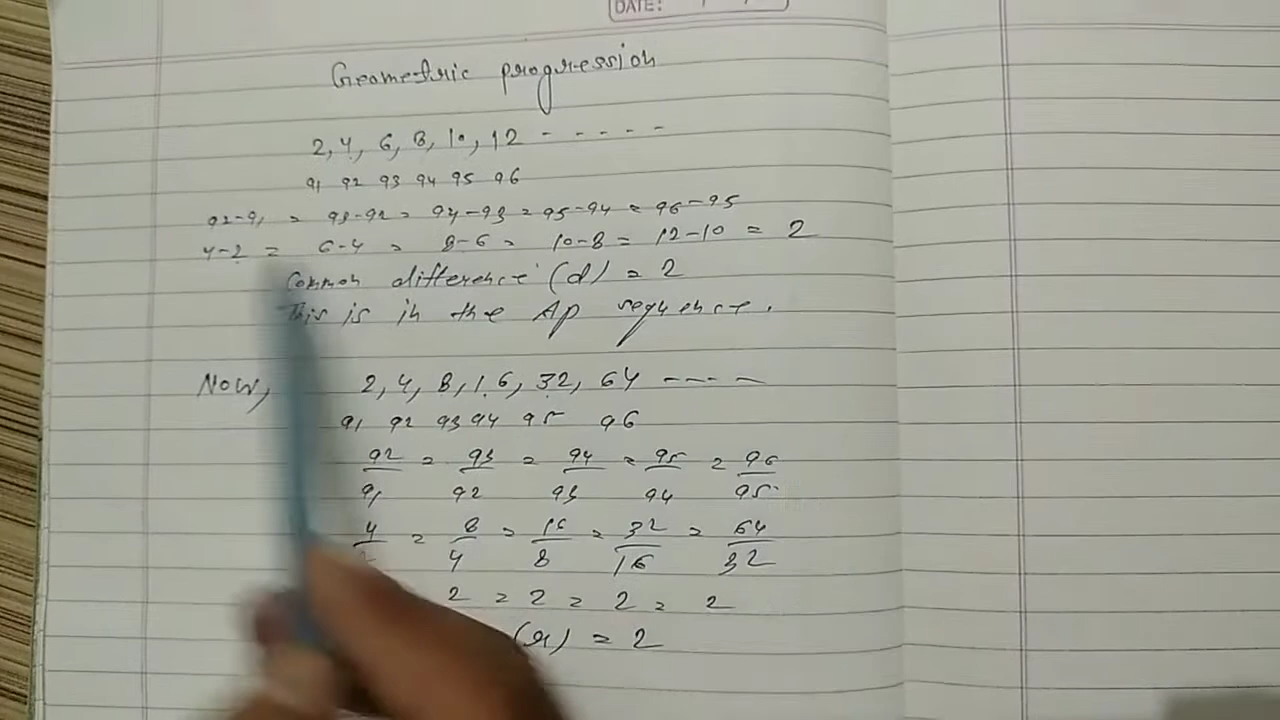 DATE:
Geometric progression
2, 4, 6, 8, 10, 12 - - - - -
a1 a2 a3 a4 a5 a6
a2-a1 = a3-a2 = a4-a3 = a5-a4 = a6-a5
4-2 = 6-4 = 8-6 = 10-8 = 12-10 = 2
Common difference (d) = 2
This is in the Ap sequence.
Now, 2, 4, 8, 16, 32, 64 - - - -
a1 a2 a3 a4 a5 a6
a2/a1 = a3/a2 = a4/a3 = a5/a4 = a6/a5
4/2 = 8/4 = 16/8 = 32/16 = 64/32
2 = 2 = 2 = 2
(r) = 2